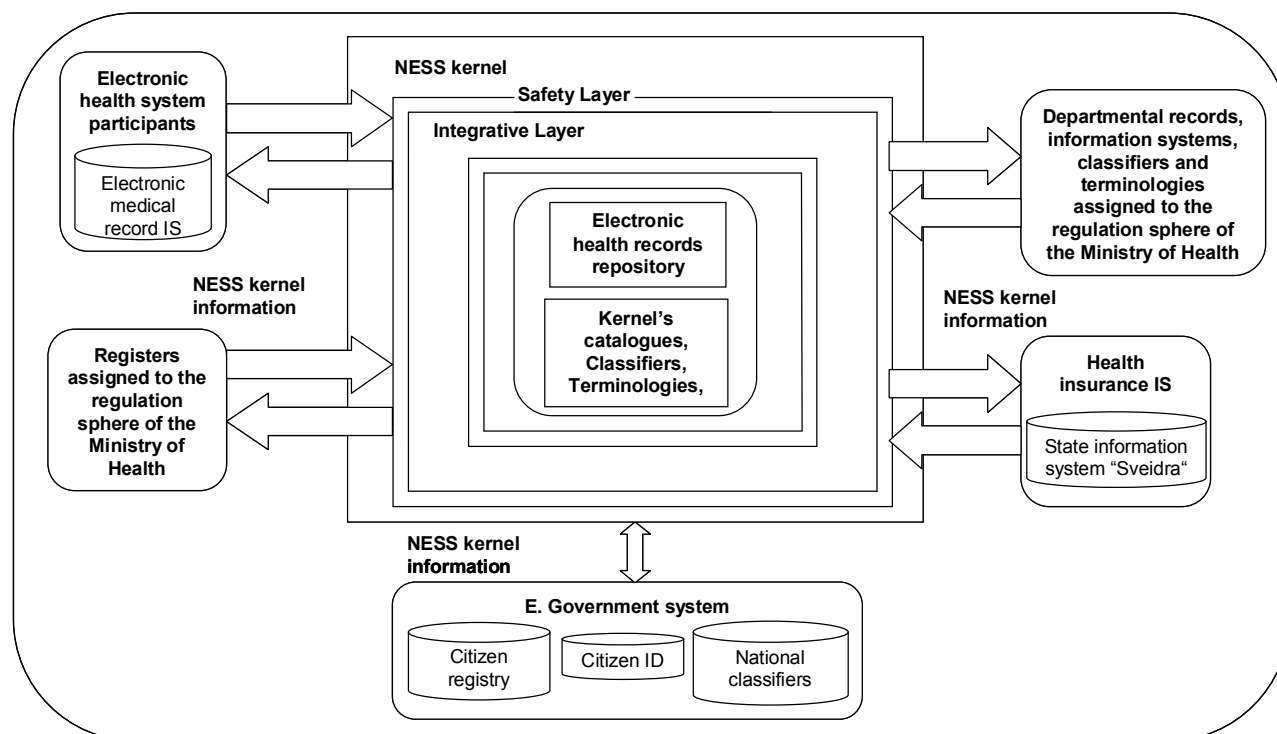 NESS kernel
Electronic
health system
participants
Electronic
medical
record IS
Safety Layer
Integrative Layer
Electronic
health records
repository
Kernel’s
catalogues,
Classifiers,
Terminologies,
Departmental records,
information systems,
classifiers and
terminologies
assigned to the
regulation sphere of
the Ministry of Health
NESS kernel
information
NESS kernel
information
Registers
assigned to the
regulation
sphere of the
Ministry of
Health
Health
insurance IS
State information
system “Sveidra“
NESS kernel
information
E. Government system
Citizen
registry
Citizen ID
National
classifiers